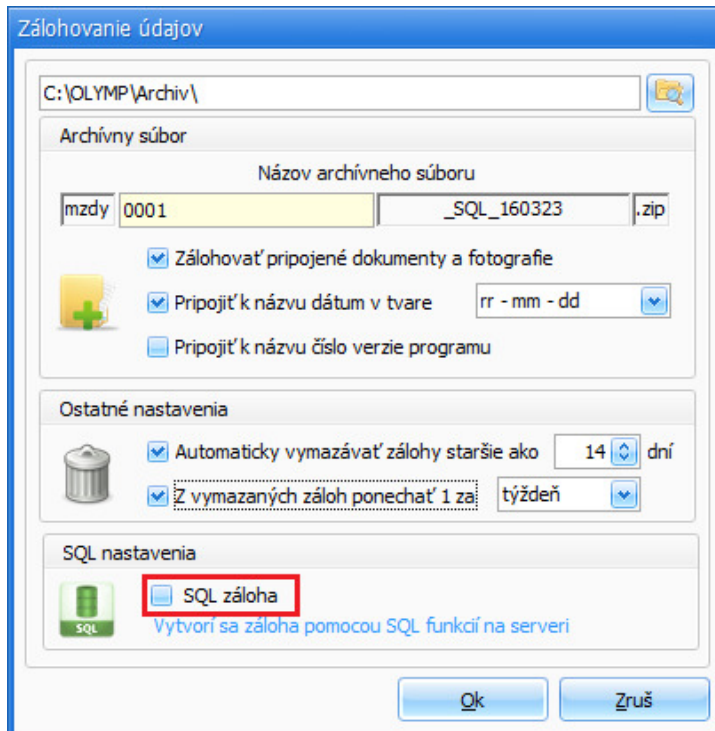 Zálohovanie údajov
C:\OLYMP\Archiv\
Archívny súbor
Názov archívneho súboru
mzdy 0001 _SQL_160323 .zip
Zálohovať pripojené dokumenty a fotografie
Pripojiť k názvu dátum v tvare rr - mm - dd
Pripojiť k názvu číslo verzie programu
Ostatné nastavenia
Automaticky vymazávať zálohy staršie ako 14 dní
Z vymazaných záloh ponechať 1 za týždeň
SQL nastavenia
SQL záloha
SQL Vytvorí sa záloha pomocou SQL funkcií na serveri
Ok Zruš